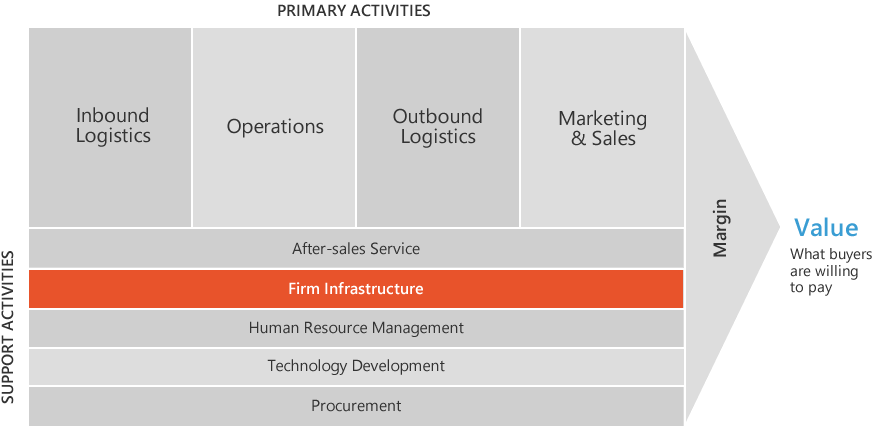 PRIMARY ACTIVITIES
Inbound
Logistics
Operations
Outbound
Logistics
Marketing
& Sales
After-sales Service
Firm Infrastructure
Human Resource Management
Technology Development
Procurement
SUPPORT ACTIVITIES
Margin
Value
What buyers
are willing
to pay